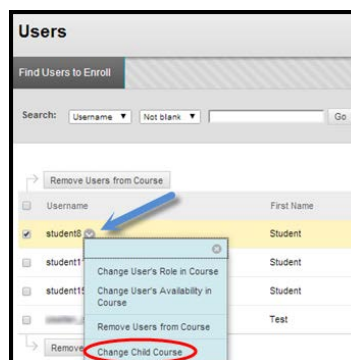 Users
Find Users to Enroll
Search: Username Not blank Go
Remove Users from Course
Username First Name
student8 Student
Change User's Role in Course
student1 Student
Change User's Availability in
Course
student15 Student
Remove Users from Course
Test
Remove
Change Child Course